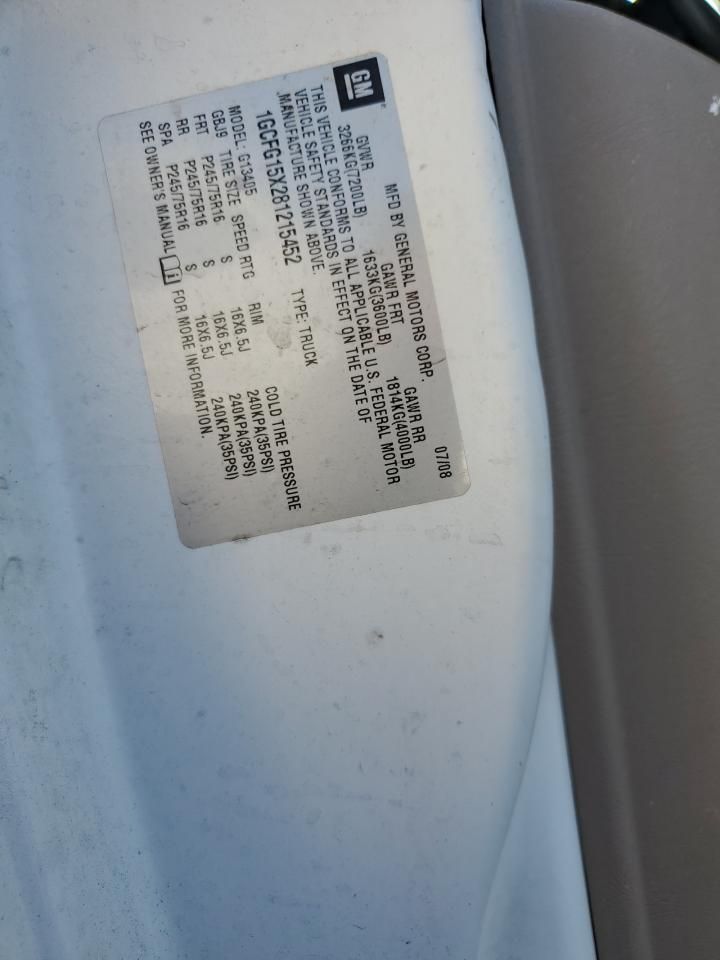 GM
MFD BY GENERAL MOTORS CORP. 07/08
GVWR GAWR FRT GAWR RR
3266KG(7200LB) 1633KG(3600LB) 1814KG(4000LB)
THIS VEHICLE CONFORMS TO ALL APPLICABLE U.S. FEDERAL MOTOR
VEHICLE SAFETY STANDARDS IN EFFECT ON THE DATE OF
MANUFACTURE SHOWN ABOVE.
1GCFG15X281215452 TYPE: TRUCK
MODEL: G13405
GBJ9 TIRE SIZE SPEED RTG RIM COLD TIRE PRESSURE
FRT P245/75R16 S 16X6.5J 240KPA(35PSI)
RR P245/75R16 S 16X6.5J 240KPA(35PSI)
SPA P245/75R16 S 16X6.5J 240KPA(35PSI)
SEE OWNER'S MANUAL FOR MORE INFORMATION.